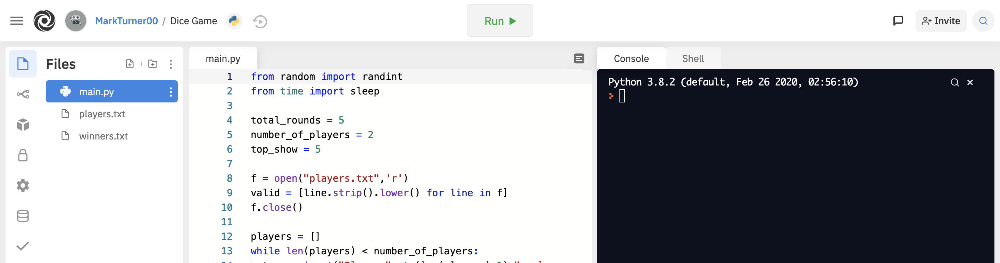 MarkTurner00 / Dice Game
Run
Invite
Files
main.py
players.txt
winners.txt
main.py
1 from random import randint
2 from time import sleep
3
4 total_rounds = 5
5 number_of_players = 2
6 top_show = 5
7
8 f = open("players.txt",'r')
9 valid = [line.strip().lower() for line in f]
10 f.close()
11
12 players = []
13 while len(players) < number_of_players:
Console
Shell
Python 3.8.2 (default, Feb 26 2020, 02:56:10)